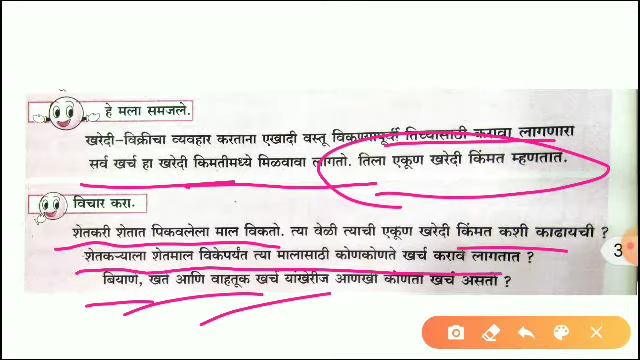 हे मला समजले.
खरेदी-विक्रीचा व्यवहार करताना एखादी वस्तू विकण्यापूर्वी तिच्यासाठी करावा लागणारा
सर्व खर्च हा खरेदी किमतीमध्ये मिळवावा लागतो. तिला एकूण खरेदी किंमत म्हणतात.
विचार करा.
शेतकरी शेतात पिकवलेला माल विकतो. त्या वेळी त्याची एकूण खरेदी किंमत कशी काढायची ?
शेतकऱ्याला शेतमाल विकेपर्यंत त्या मालासाठी कोणकोणते खर्च करावे लागतात ?
बियाणे, खते आणि वाहतूक खर्च यांखेरीज आणखी कोणता खर्च असतो ?
3